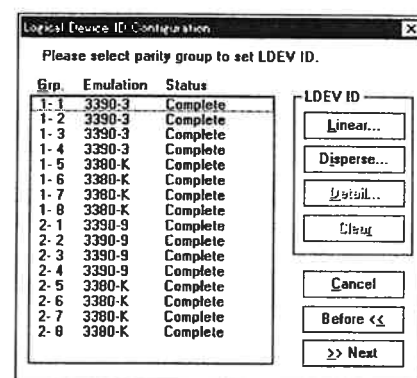 Logical Device ID Configuration
Please select parity group to set LDEV ID.
Grp. Emulation Status
1- 1 3390-3 Complete
1- 2 3390-3 Complete
1- 3 3390-3 Complete
1- 4 3390-3 Complete
1- 5 3380-K Complete
1- 6 3380-K Complete
1- 7 3380-K Complete
1- 8 3380-K Complete
2- 1 3390-9 Complete
2- 2 3390-9 Complete
2- 3 3390-9 Complete
2- 4 3390-9 Complete
2- 5 3380-K Complete
2- 6 3380-K Complete
2- 7 3380-K Complete
2- 8 3380-K Complete
LDEV ID
Linear...
Disperse...
Detail...
Clear
Cancel
Before <<
>> Next